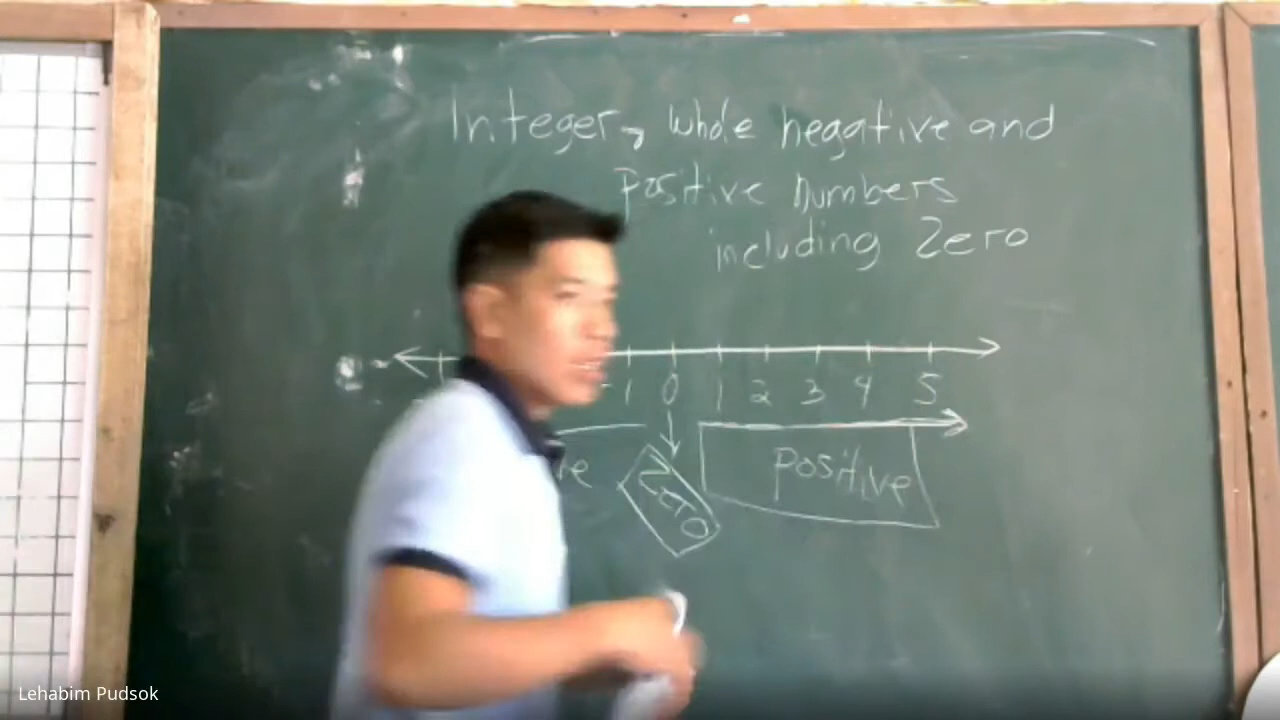 Integer, whole negative and
positive numbers
including Zero
-1 0 1 2 3 4 5
Zero
positive
Lehabim Pudsok